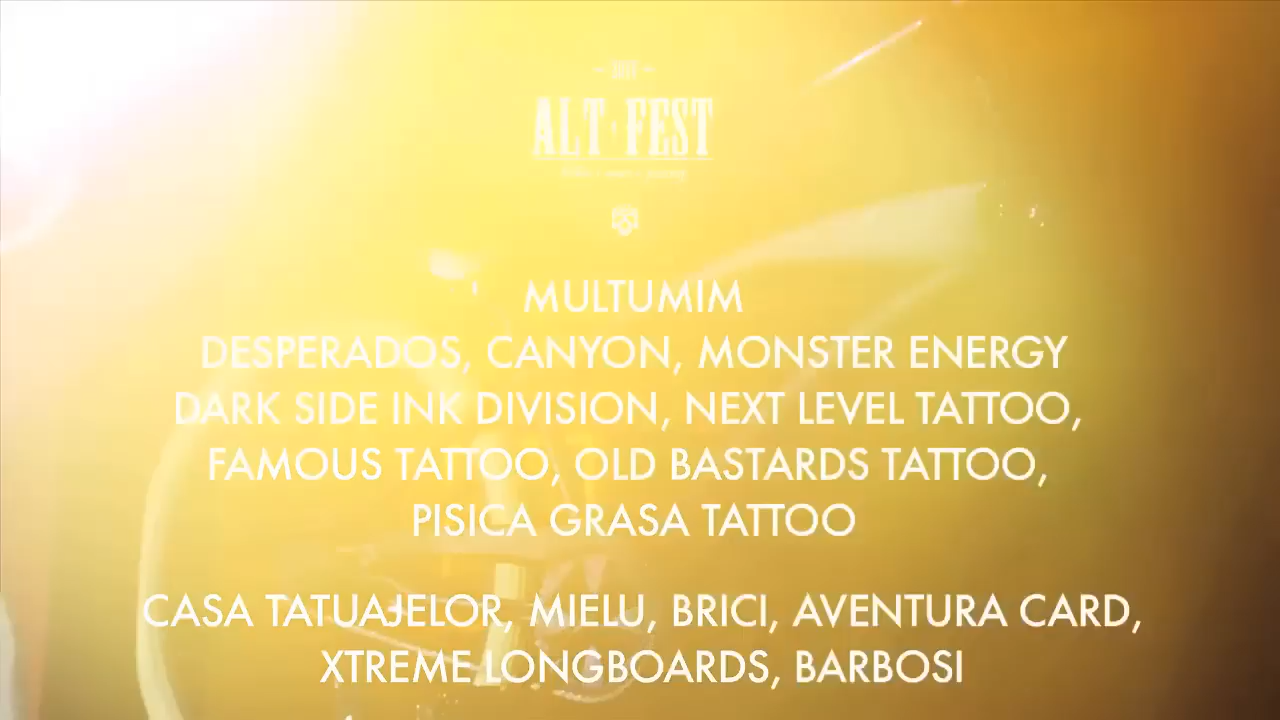 ALT · FEST
MULTUMIM
DESPERADOS, CANYON, MONSTER ENERGY
DARK SIDE INK DIVISION, NEXT LEVEL TATTOO,
FAMOUS TATTOO, OLD BASTARDS TATTOO,
PISICA GRASA TATTOO
CASA TATUAJELOR, MIELU, BRICI, AVENTURA CARD,
XTREME LONGBOARDS, BARBOSI